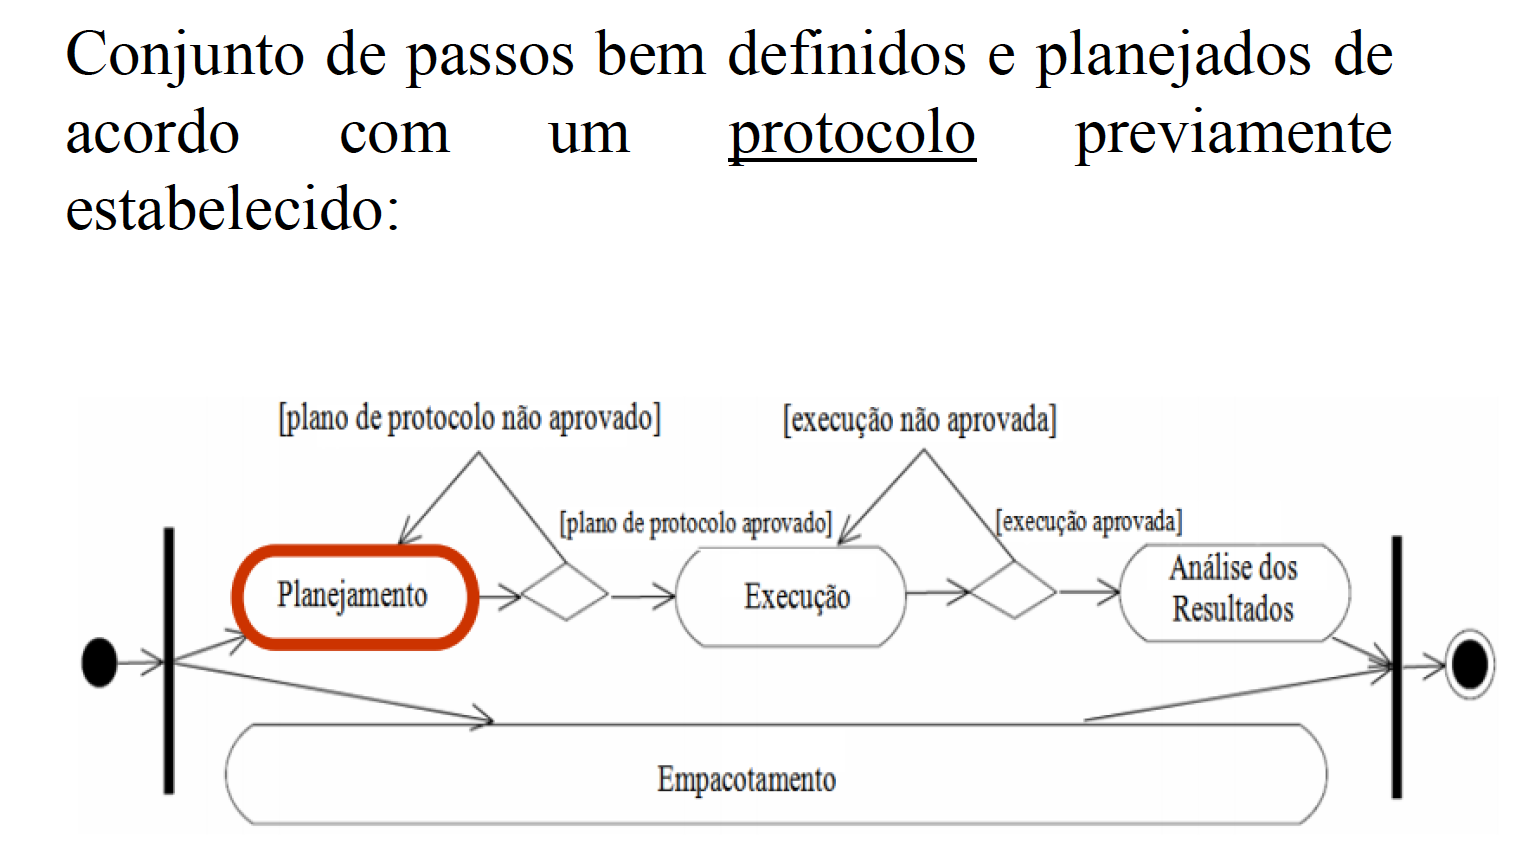 Conjunto de passos bem definidos e planejados de
acordo com um protocolo previamente
estabelecido:
[plano de protocolo não aprovado]
[execução não aprovada]
[plano de protocolo aprovado]
[execução aprovada]
Planejamento
Execução
Análise dos
Resultados
Empacotamento